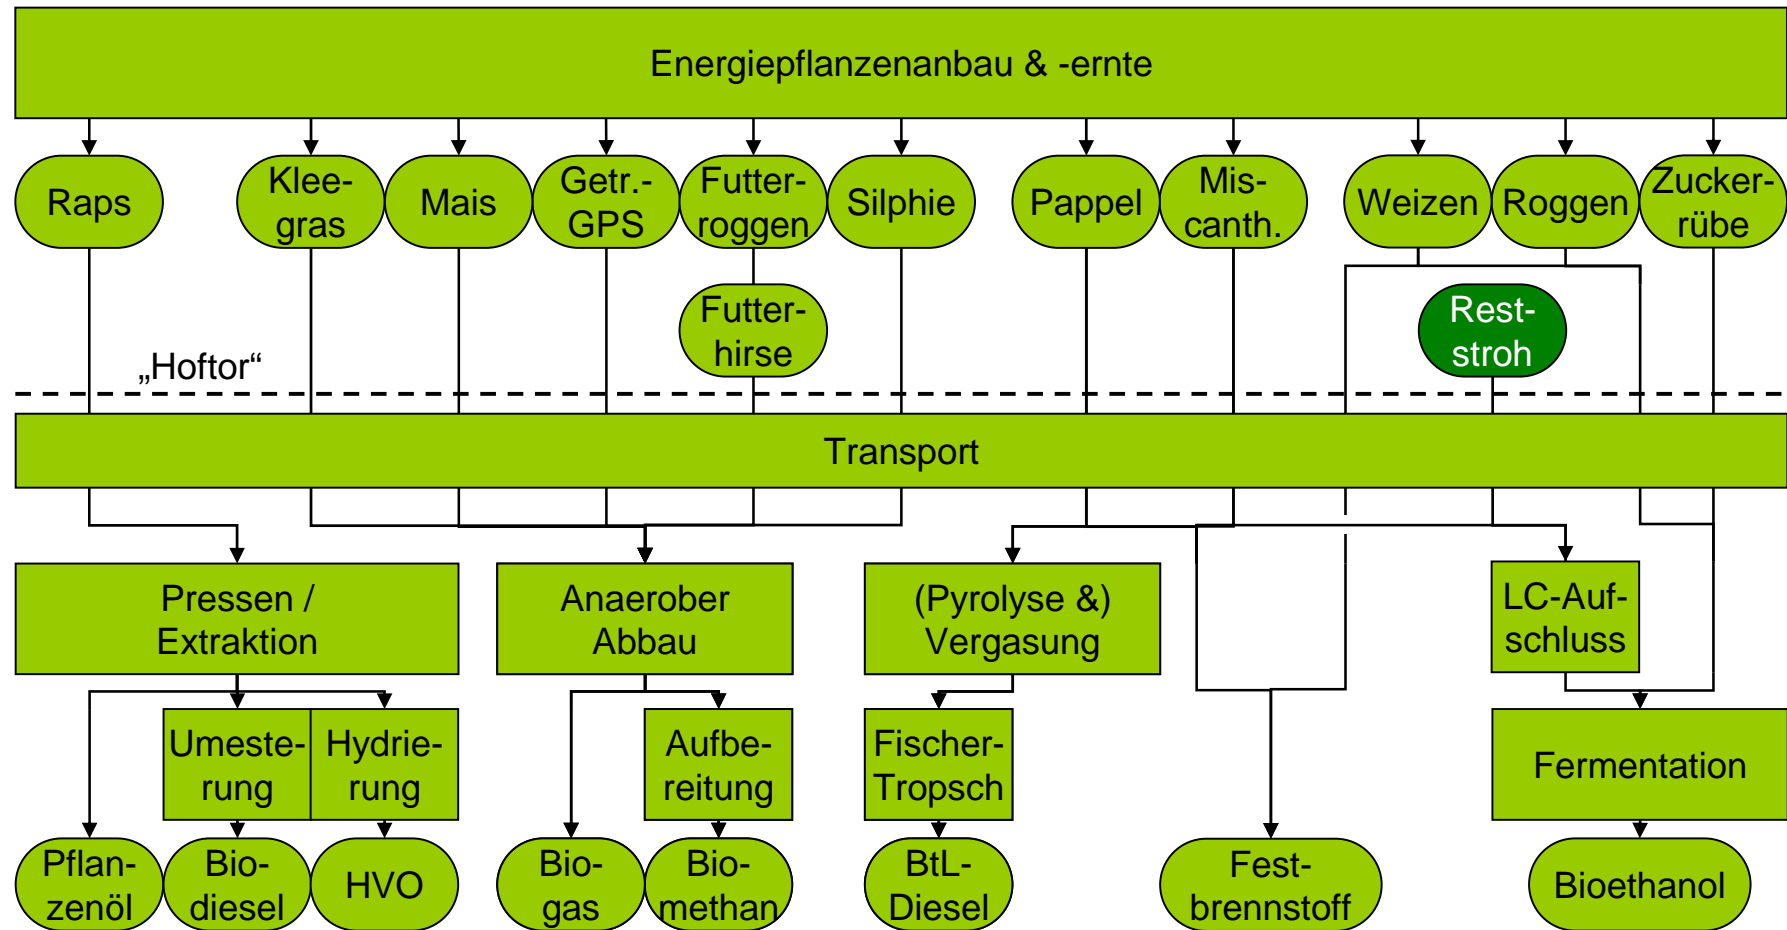 Energiepflanzenanbau & -ernte
Raps
Klee-
gras
Mais
Getr.-
GPS
Futter-
roggen
Silphie
Pappel
Mis-
canth.
Weizen
Roggen
Zucker-
rübe
Futter-
hirse
Rest-
stroh
„Hoftor“
Transport
Pressen /
Extraktion
Anaerober
Abbau
(Pyrolyse &)
Vergasung
LC-Auf-
schluss
Umeste-
rung
Hydrie-
rung
Aufbe-
reitung
Fischer-
Tropsch
Fermentation
Pflan-
zenöl
Bio-
diesel
HVO
Bio-
gas
Bio-
methan
BtL-
Diesel
Fest-
brennstoff
Bioethanol